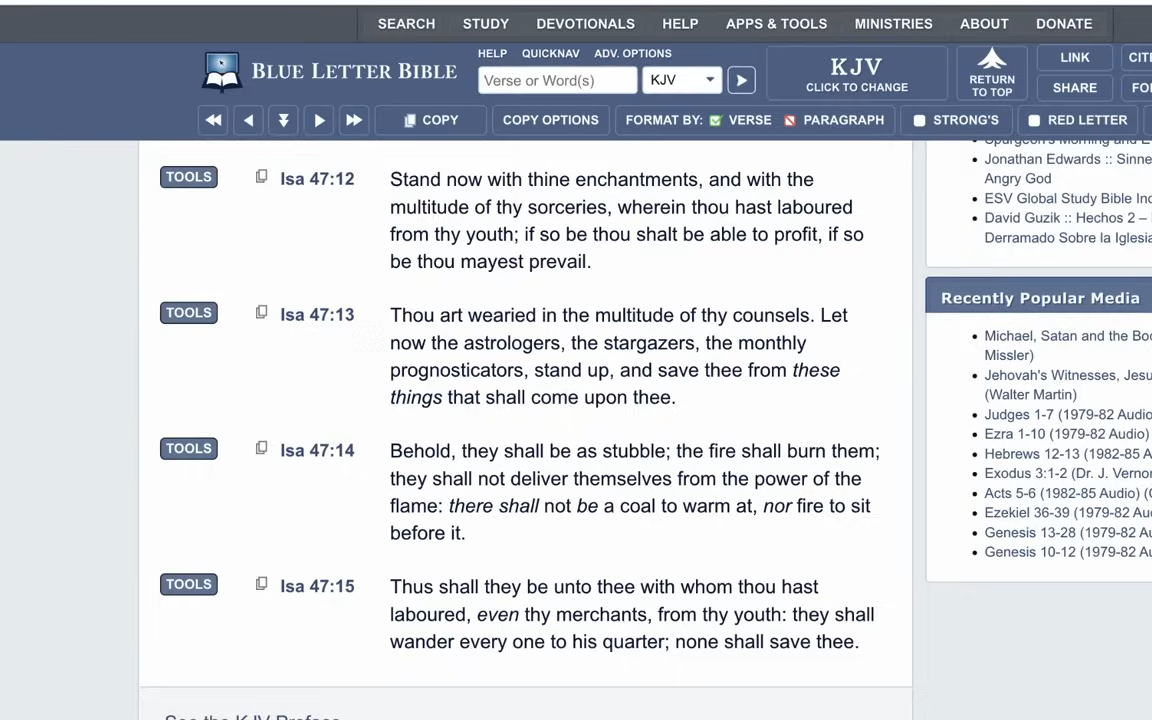 SEARCH STUDY DEVOTIONALS HELP APPS & TOOLS MINISTRIES ABOUT DONATE
BLUE LETTER BIBLE
HELP QUICKNAV ADV. OPTIONS
Verse or Word(s) KJV
KJV
CLICK TO CHANGE
RETURN
TO TOP
LINK
SHARE
COPY COPY OPTIONS FORMAT BY: VERSE PARAGRAPH STRONG'S RED LETTER
TOOLS Isa 47:12 Stand now with thine enchantments, and with the
multitude of thy sorceries, wherein thou hast laboured
from thy youth; if so be thou shalt be able to profit, if so
be thou mayest prevail.
TOOLS Isa 47:13 Thou art wearied in the multitude of thy counsels. Let
now the astrologers, the stargazers, the monthly
prognosticators, stand up, and save thee from these
things that shall come upon thee.
TOOLS Isa 47:14 Behold, they shall be as stubble; the fire shall burn them;
they shall not deliver themselves from the power of the
flame: there shall not be a coal to warm at, nor fire to sit
before it.
TOOLS Isa 47:15 Thus shall they be unto thee with whom thou hast
laboured, even thy merchants, from thy youth: they shall
wander every one to his quarter; none shall save thee.
See the KJV Preface
Spurgeon's Morning and
Jonathan Edwards :: Sinne
Angry God
ESV Global Study Bible
David Guzik :: Hechos 2 –
Derramado Sobre la Iglesia
Recently Popular Media
Michael, Satan and the
Missler)
Jehovah's Witnesses,
(Walter Martin)
Judges 1-7 (1979-82 Audio)
Ezra 1-10 (1979-82 Audio)
Hebrews 12-13 (1982-85
Exodus 3:1-2 (Dr. J.
Acts 5-6 (1982-85 Audio)
Ezekiel 36-39 (1979-82
Genesis 13-28 (1979-82
Genesis 10-12 (1979-82